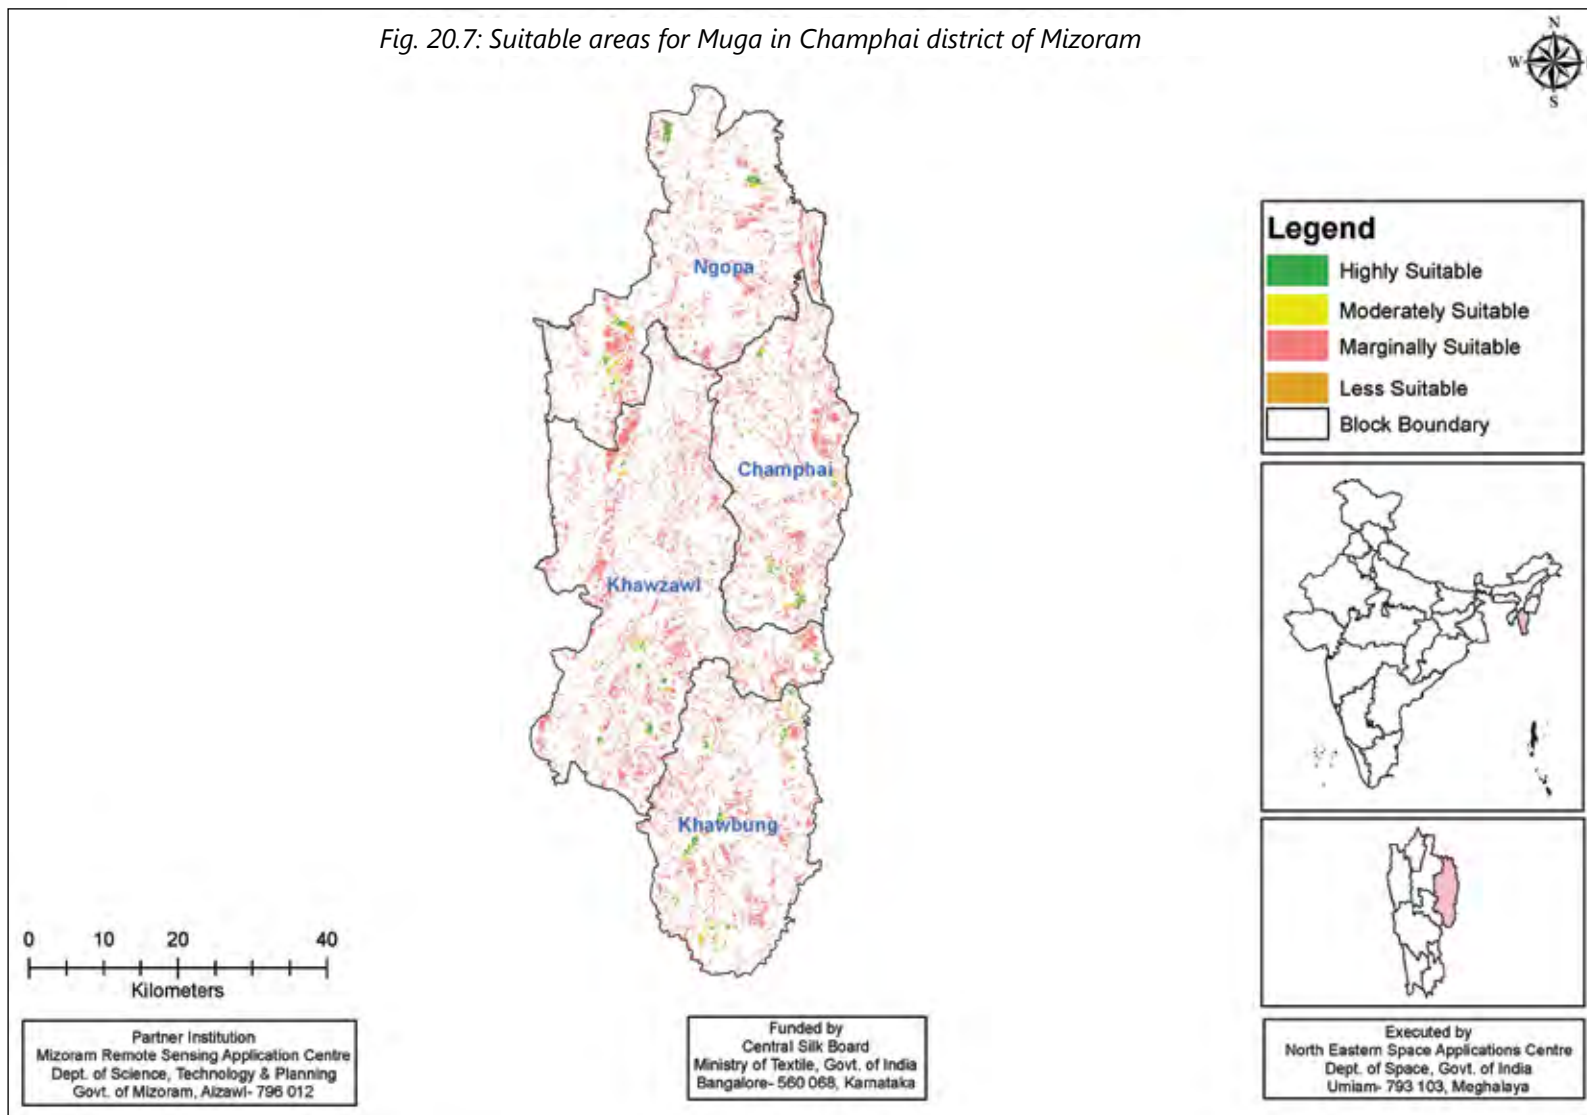 Fig. 20.7: Suitable areas for Muga in Champhai district of Mizoram
N
W
S
Ngopa
Champhai
Khawzawl
Khawbung
Legend
Highly Suitable
Moderately Suitable
Marginally Suitable
Less Suitable
Block Boundary
0 10 20 40
Kilometers
Partner Institution
Mizoram Remote Sensing Application Centre
Dept. of Science, Technology & Planning
Govt. of Mizoram, Aizawl- 796 012
Funded by
Central Silk Board
Ministry of Textile, Govt. of India
Bangalore- 560 068, Karnataka
Executed by
North Eastern Space Applications Centre
Dept. of Space, Govt. of India
Umiam- 793 103, Meghalaya